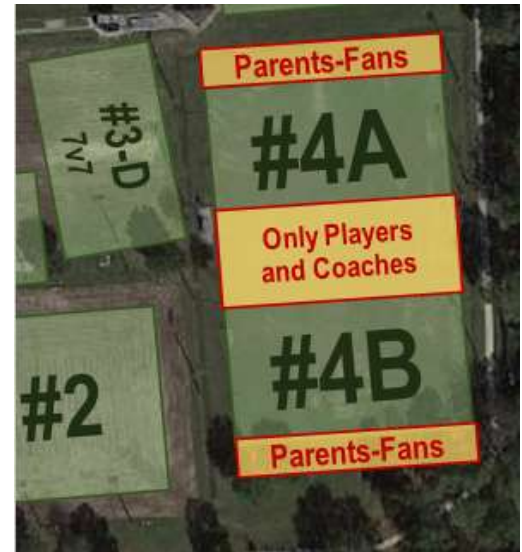 Parents-Fans
#4A
#3-D
7v7
Only Players
and Coaches
#4B
#2
Parents-Fans